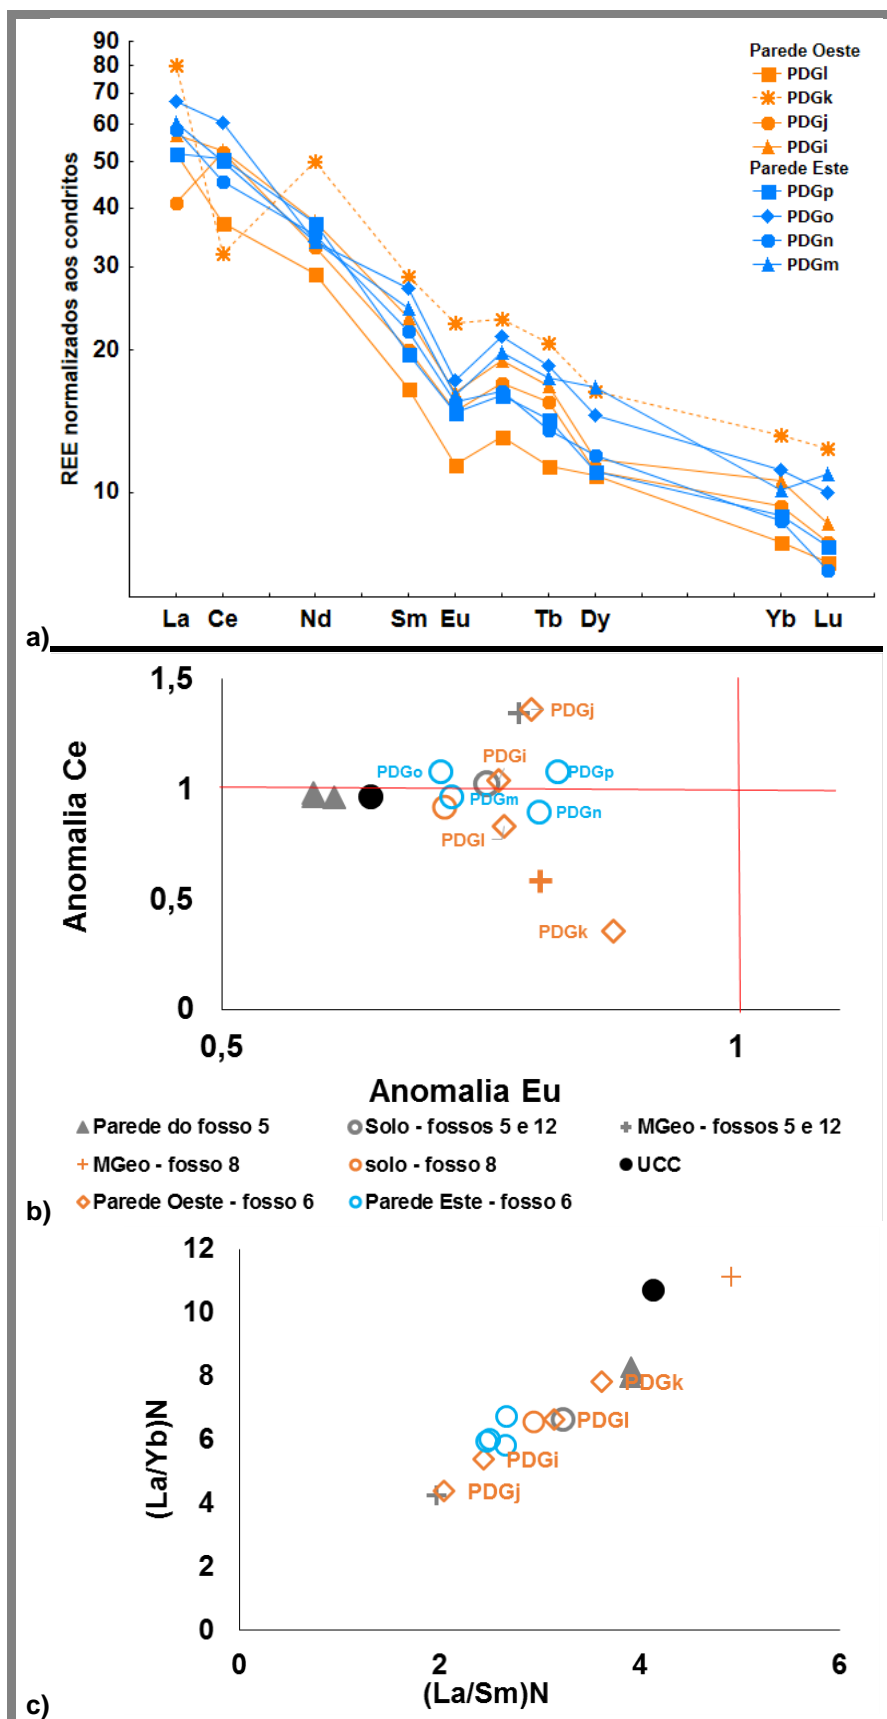 90
80
70
60
50
40
30
20
10
REE normalizados aos condritos
Parede Oeste
PDGl
PDGk
PDGj
PDGi
Parede Este
PDGp
PDGo
PDGn
PDGm
La Ce Nd Sm Eu Tb Dy Yb Lu
a)
1,5
1
0,5
0
Anomalia Ce
PDGj
PDGi
PDGo
PDGp
PDGm
PDGn
PDGl
PDGk
0,5 1
Anomalia Eu
Parede do fosso 5 Solo - fossos 5 e 12 MGeo - fossos 5 e 12
MGeo - fosso 8 solo - fosso 8 UCC
Parede Oeste - fosso 6 Parede Este - fosso 6
b)
12
10
8
6
4
2
0
(La/Yb)N
PDGk
PDGl
PDGi
PDGj
0 2 4 6
(La/Sm)N
c)